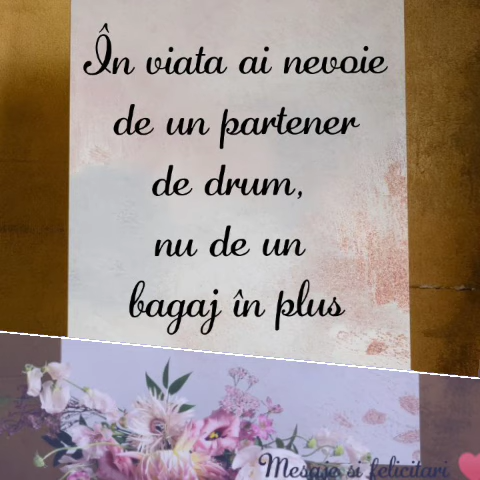 În viata ai nevoie
de un partener
de drum,
nu de un
bagaj în plus
Mesaje si felicitari